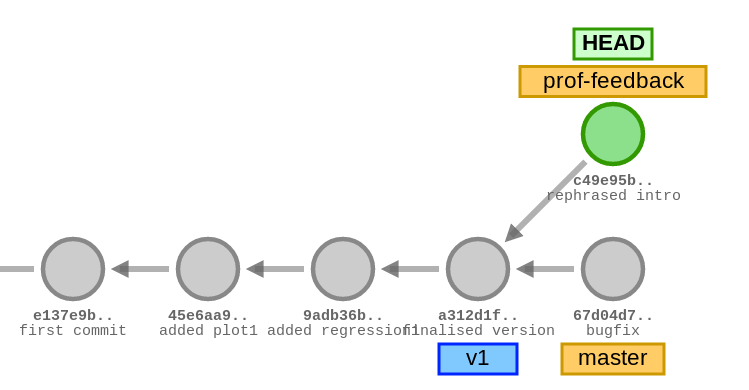 HEAD
prof-feedback
c49e95b..
rephrased intro
e137e9b..
first commit
45e6aa9..
added plot1
9adb36b..
added regression1
a312d1f..
finalised version
67d04d7..
bugfix
v1
master